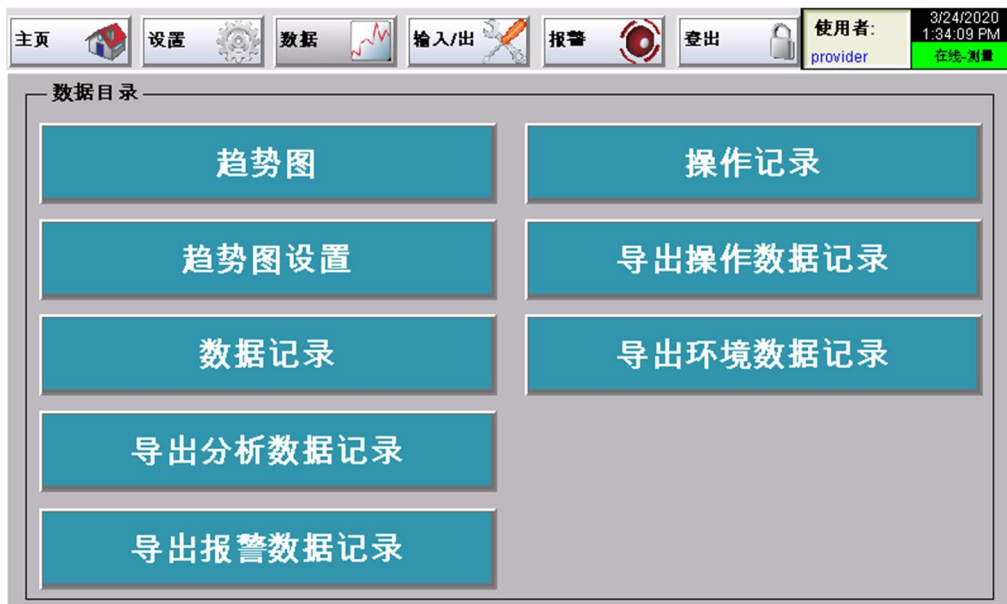 主页 设置 数据 输入/出 报警 登出 使用者: 3/24/2020
1:34:09 PM
provider 在线-测量
数据目录
趋势图 操作记录
趋势图设置 导出操作数据记录
数据记录 导出环境数据记录
导出分析数据记录
导出报警数据记录